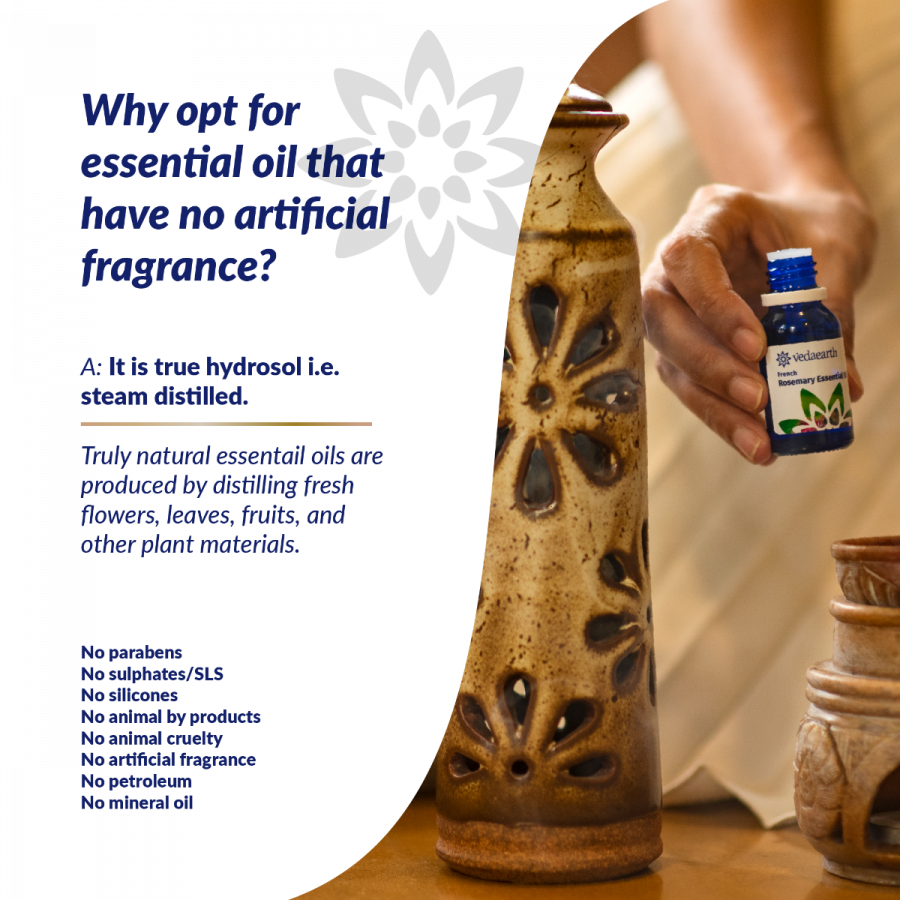 Why opt for
essential oil that
have no artificial
fragrance?
A: It is true hydrosol i.e.
steam distilled.
Truly natural essentail oils are
produced by distilling fresh
flowers, leaves, fruits, and
other plant materials.
No parabens
No sulphates/SLS
No silicones
No animal by products
No animal cruelty
No artificial fragrance
No petroleum
No mineral oil
vedaearth
French
Rosemary Essential